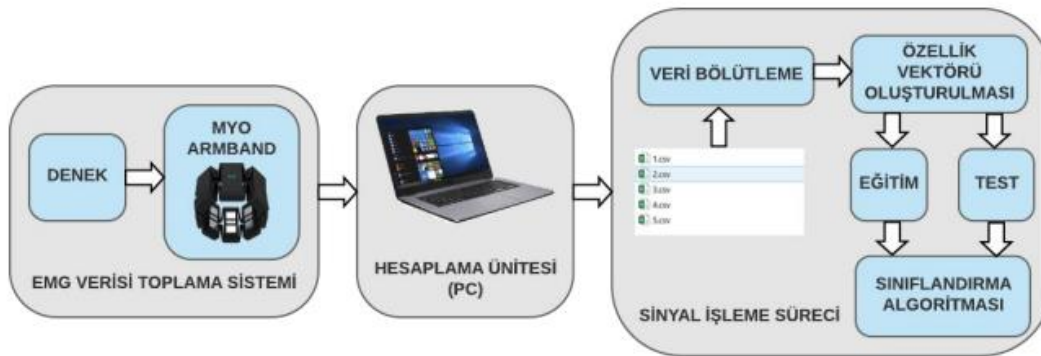 DENEK
MYO
ARMBAND
EMG VERİSİ TOPLAMA SİSTEMİ
HESAPLAMA ÜNİTESİ
(PC)
VERİ BÖLÜTLEME
ÖZELLİK
VEKTÖRÜ
OLUŞTURULMASI
1.csv
2.csv
3.csv
4.csv
5.csv
EĞİTİM
TEST
SINIFLANDIRMA
ALGORİTMASI
SİNYAL İŞLEME SÜRECİ